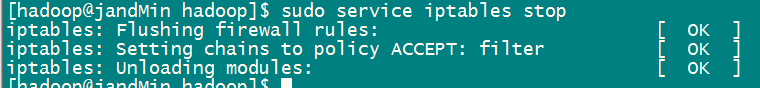 [hadoop@jandMin hadoop]$ sudo service iptables stop
iptables: Flushing firewall rules: [ OK ]
iptables: Setting chains to policy ACCEPT: filter [ OK ]
iptables: Unloading modules: [ OK ]
[hadoop@jandMin hadoop]$